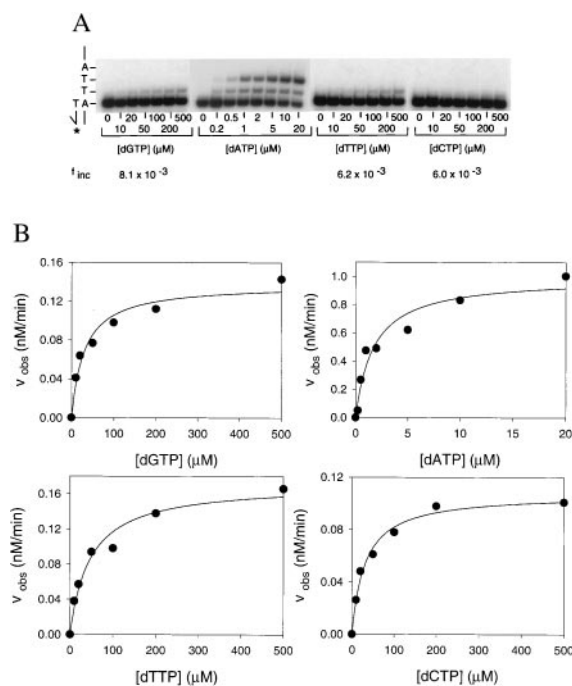 A
A
T
T
T A
*
0 20 100 500 0 0.5 2 10 0 20 100 500 0 20 100 500
10 50 200 0.2 1 5 20 10 50 200 10 50 200
[dGTP] (μM) [dATP] (μM) [dTTP] (μM) [dCTP] (μM)
f inc 8.1 x 10 -3 6.2 x 10 -3 6.0 x 10 -3
B
v obs (nM/min)
0.16
0.12
0.08
0.04
0.00
0 100 200 300 400 500
[dGTP] (μM)
v obs (nM/min)
1.0
0.8
0.6
0.4
0.2
0.0
0 5 10 15 20
[dATP] (μM)
v obs (nM/min)
0.16
0.12
0.08
0.04
0.00
0 100 200 300 400 500
[dTTP] (μM)
v obs (nM/min)
0.12
0.08
0.04
0.00
0 100 200 300 400 500
[dCTP] (μM)